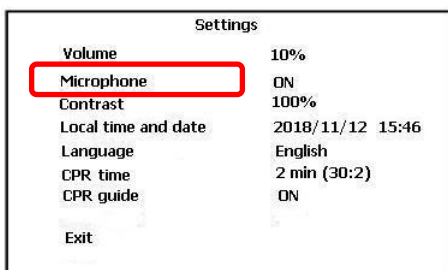 Settings
Volume 10%
Microphone ON
Contrast 100%
Local time and date 2018/11/12 15:46
Language English
CPR time 2 min (30:2)
CPR guide ON
Exit